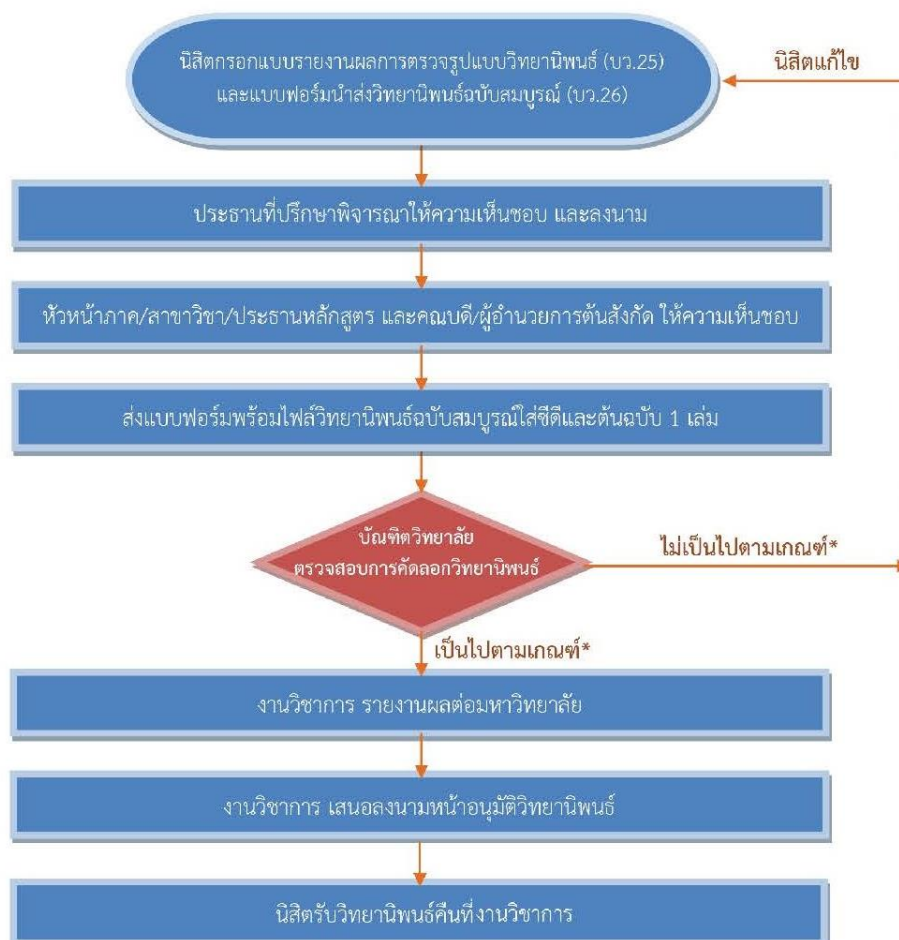 นิสิตกรอกแบบรายงานผลการตรวจรูปแบบวิทยานิพนธ์ (บว.25)
และแบบฟอร์มนำส่งวิทยานิพนธ์ฉบับสมบูรณ์ (บว.26)
นิสิตแก้ไข
ประธานที่ปรึกษาพิจารณาให้ความเห็นชอบ และลงนาม
หัวหน้าภาค/สาขาวิชา/ประธานหลักสูตร และคณบดี/ผู้อำนวยการต้นสังกัด ให้ความเห็นชอบ
ส่งแบบฟอร์มพร้อมไฟล์วิทยานิพนธ์ฉบับสมบูรณ์ใส่ซีดีและต้นฉบับ 1 เล่ม
บัณฑิตวิทยาลัย
ตรวจสอบการคัดลอกวิทยานิพนธ์
ไม่เป็นไปตามเกณฑ์*
เป็นไปตามเกณฑ์*
งานวิชาการ รายงานผลต่อมหาวิทยาลัย
งานวิชาการ เสนอลงนามหน้าอนุมัติวิทยานิพนธ์
นิสิตรับวิทยานิพนธ์คืนที่งานวิชาการ